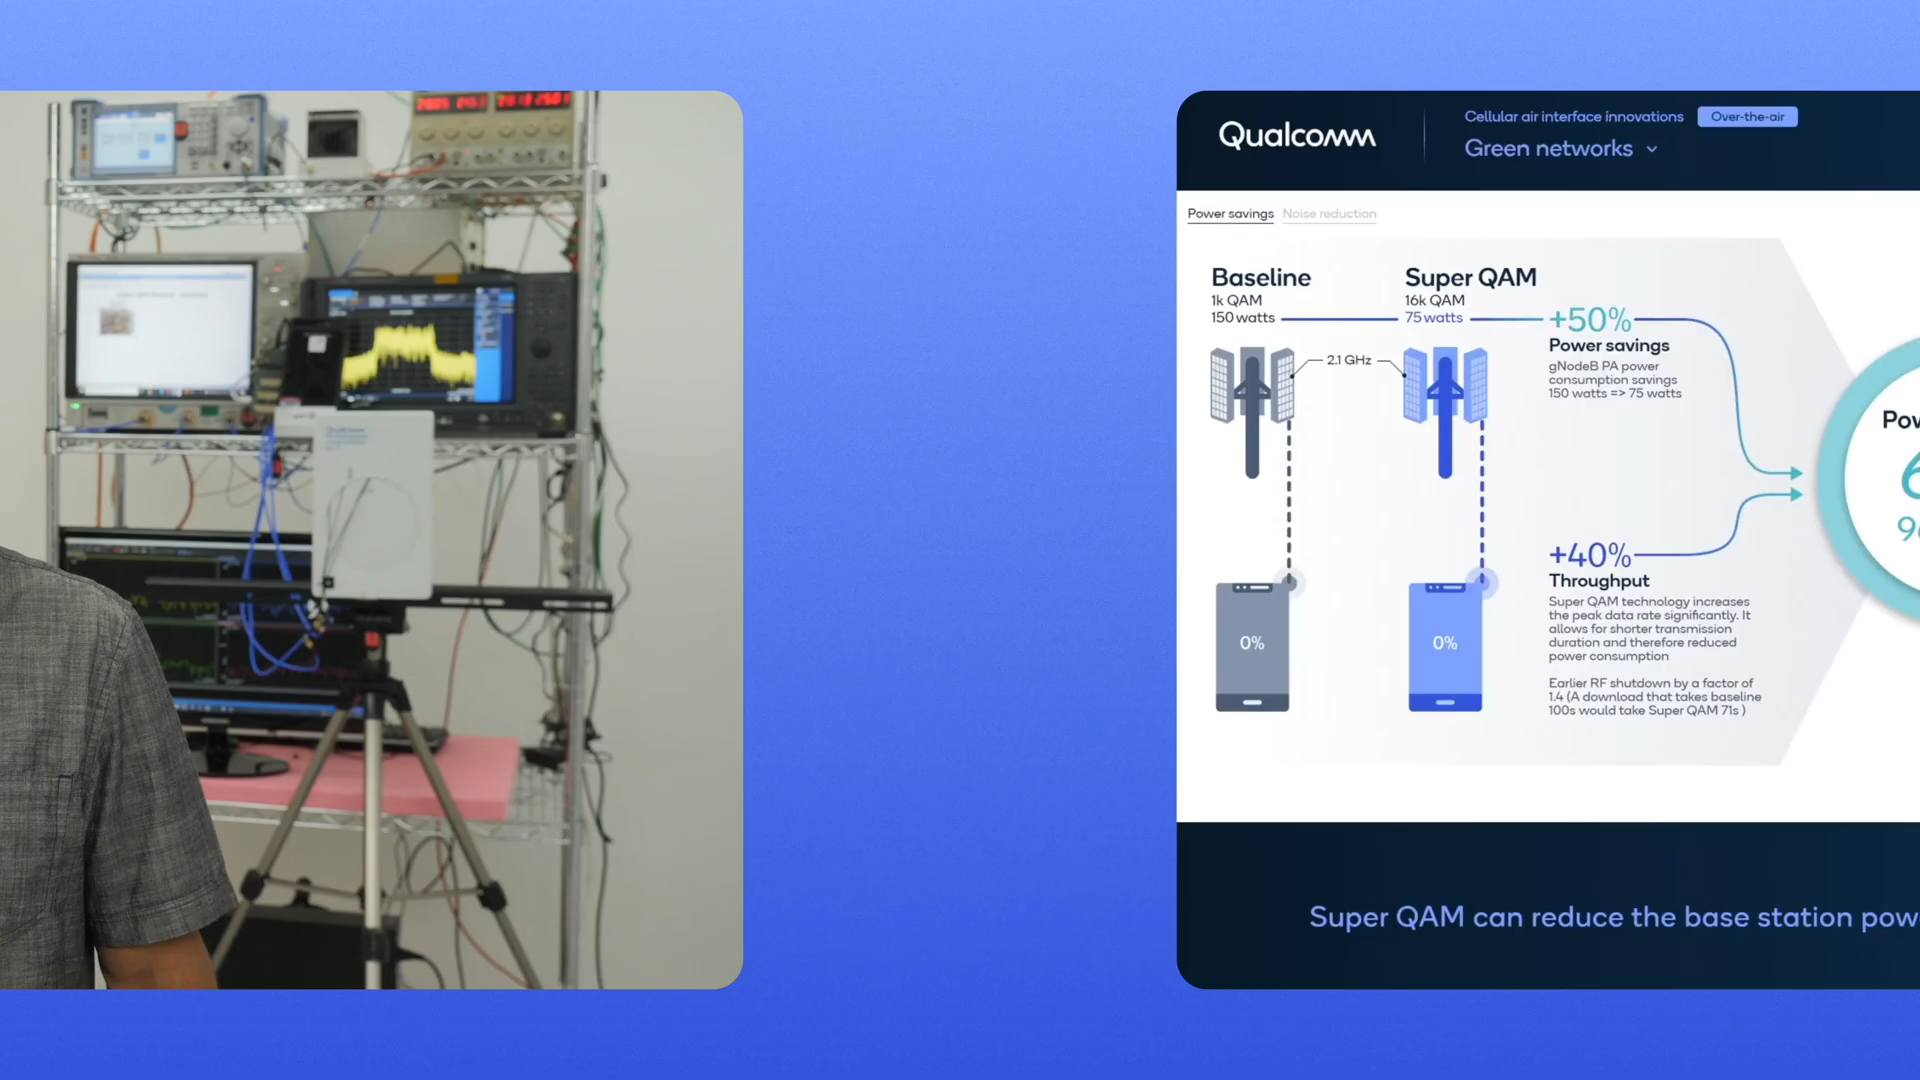 Qualcomm
Cellular air interface innovations
Over-the-air
Green networks
Power savings
Noise reduction
Baseline
1k QAM
150 watts
Super QAM
16k QAM
75 watts
+50%
Power savings
gNodeB PA power
consumption savings
150 watts => 75 watts
2.1 GHz
0%
0%
+40%
Throughput
Super QAM technology increases
the peak data rate significantly. It
allows for shorter transmission
duration and therefore reduced
power consumption
Earlier RF shutdown by a factor of
1.4 (A download that takes baseline
100s would take Super QAM 71s )
Super QAM can reduce the base station